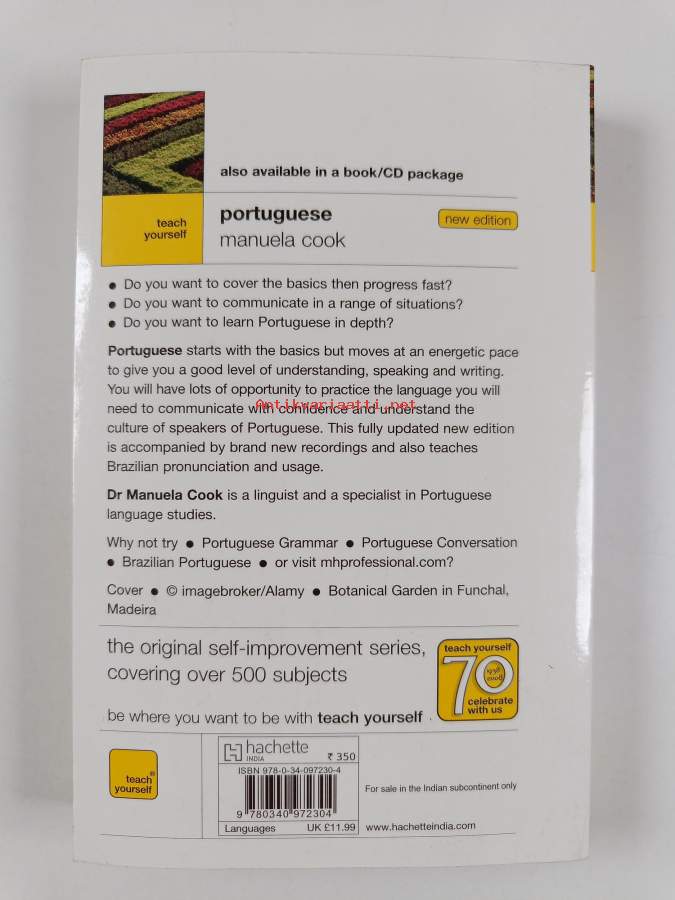 also available in a book/CD package
teach
yourself
portuguese
manuela cook
new edition
● Do you want to cover the basics then progress fast?
● Do you want to communicate in a range of situations?
● Do you want to learn Portuguese in depth?
Portuguese starts with the basics but moves at an energetic pace
to give you a good level of understanding, speaking and writing.
You will have lots of opportunity to practice the language you will
need to communicate with confidence and understand the
Antikvariaatti.net
culture of speakers of Portuguese. This fully updated new edition
is accompanied by brand new recordings and also teaches
Brazilian pronunciation and usage.
Dr Manuela Cook is a linguist and a specialist in Portuguese
language studies.
Why not try ● Portuguese Grammar ● Portuguese Conversation
● Brazilian Portuguese ● or visit mhprofessional.com?
Cover ● © imagebroker/Alamy ● Botanical Garden in Funchal,
Madeira
the original self-improvement series,
covering over 500 subjects
be where you want to be with teach yourself
teach yourself
70
celebrate
with us
teach
yourself®
hachette
INDIA
₹ 350
ISBN 978-0-34-097230-4
9 780340 972304
Languages UK £11.99
For sale in the Indian subcontinent only
www.hachetteindia.com